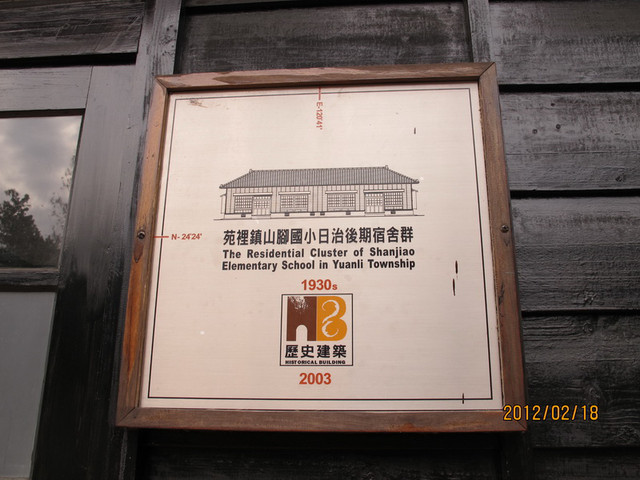 E-120°41'
N-24°24'
苑裡鎮山腳國小日治後期宿舍群
The Residential Cluster of Shanjiao
Elementary School in Yuanli Township
1930s
歷史建築
HISTORICAL BUILDING
2003
2012/02/18